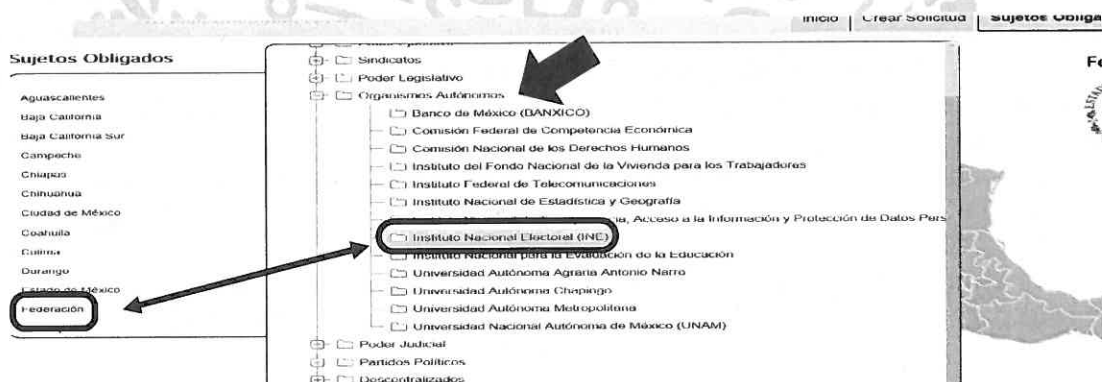 Inicio
Crear Solicitud
Sujetos Obliga
Sujetos Obligados
Aguascalientes
Baja California
Baja California Sur
Campeche
Chiapas
Chihuahua
Ciudad de México
Coahuila
Colima
Durango
Estado de México
Federación
Sindicatos
Poder Legislativo
Organismos Autónomos
Banco de México (BANXICO)
Comisión Federal de Competencia Económica
Comisión Nacional de los Derechos Humanos
Instituto del Fondo Nacional de la Vivienda para los Trabajadores
Instituto Federal de Telecomunicaciones
Instituto Nacional de Estadística y Geografía
Acceso a la Información y Protección de Datos Pers
Instituto Nacional Electoral (INE)
Instituto Nacional para la Evaluación de la Educación
Universidad Autónoma Agraria Antonio Narro
Universidad Autónoma Chapingo
Universidad Autónoma Metropolitana
Universidad Nacional Autónoma de México (UNAM)
Poder Judicial
Partidos Políticos
Descentralizados
Fe